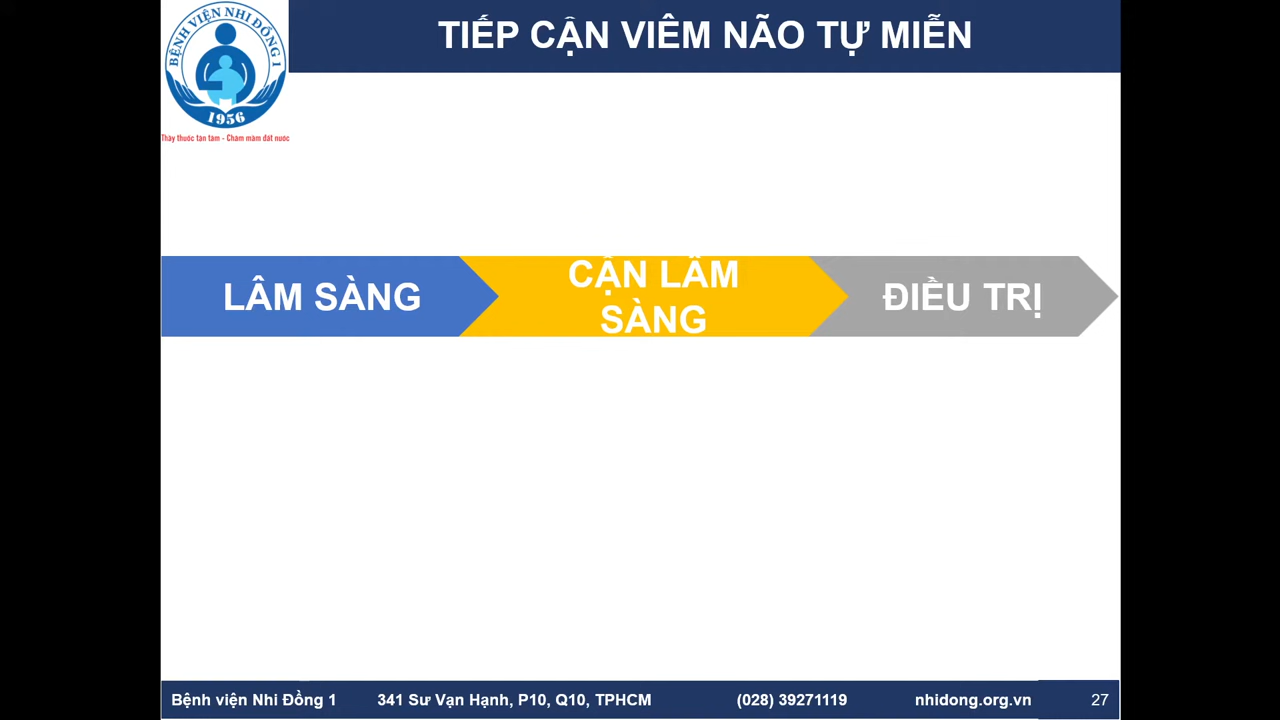 TIẾP CẬN VIÊM NÃO TỰ MIỄN
BỆNH VIỆN NHI ĐỒNG 1
1956
Thầy thuốc tận tâm - Chăm mầm đất nước
LÂM SÀNG
CẬN LÂM
SÀNG
ĐIỀU TRỊ
Bệnh viện Nhi Đồng 1 341 Sư Vạn Hạnh, P10, Q10, TPHCM (028) 39271119 nhidong.org.vn 27